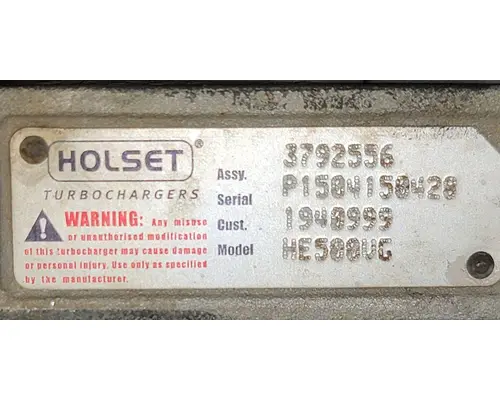 HOLSET®
TURBOCHARGERS
WARNING: Any misuse
or unauthorised modification
of this turbocharger may cause damage
or personal injury. Use only as specified
by the manufacturer.
Assy. 3792556
Serial P1504150428
Cust. 1940999
Model HE500VG